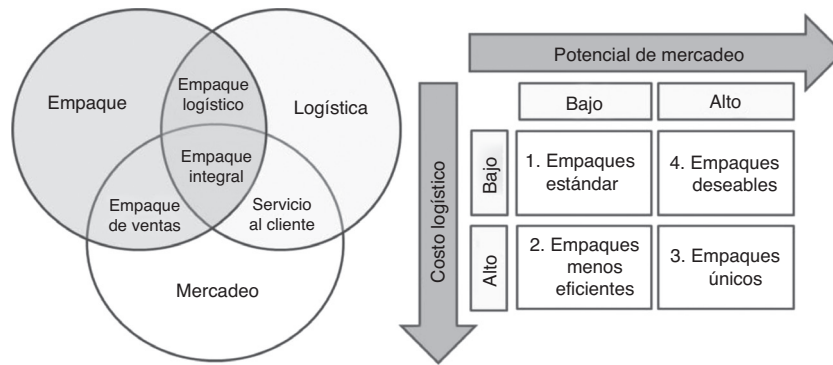 Empaque
Empaque
logístico
Logística
Empaque
integral
Empaque
de ventas
Servicio
al cliente
Mercadeo
Potencial de mercadeo
Costo logístico
Bajo
Alto
Bajo
1. Empaques
estándar
4. Empaques
deseables
Alto
2. Empaques
menos
eficientes
3. Empaques
únicos